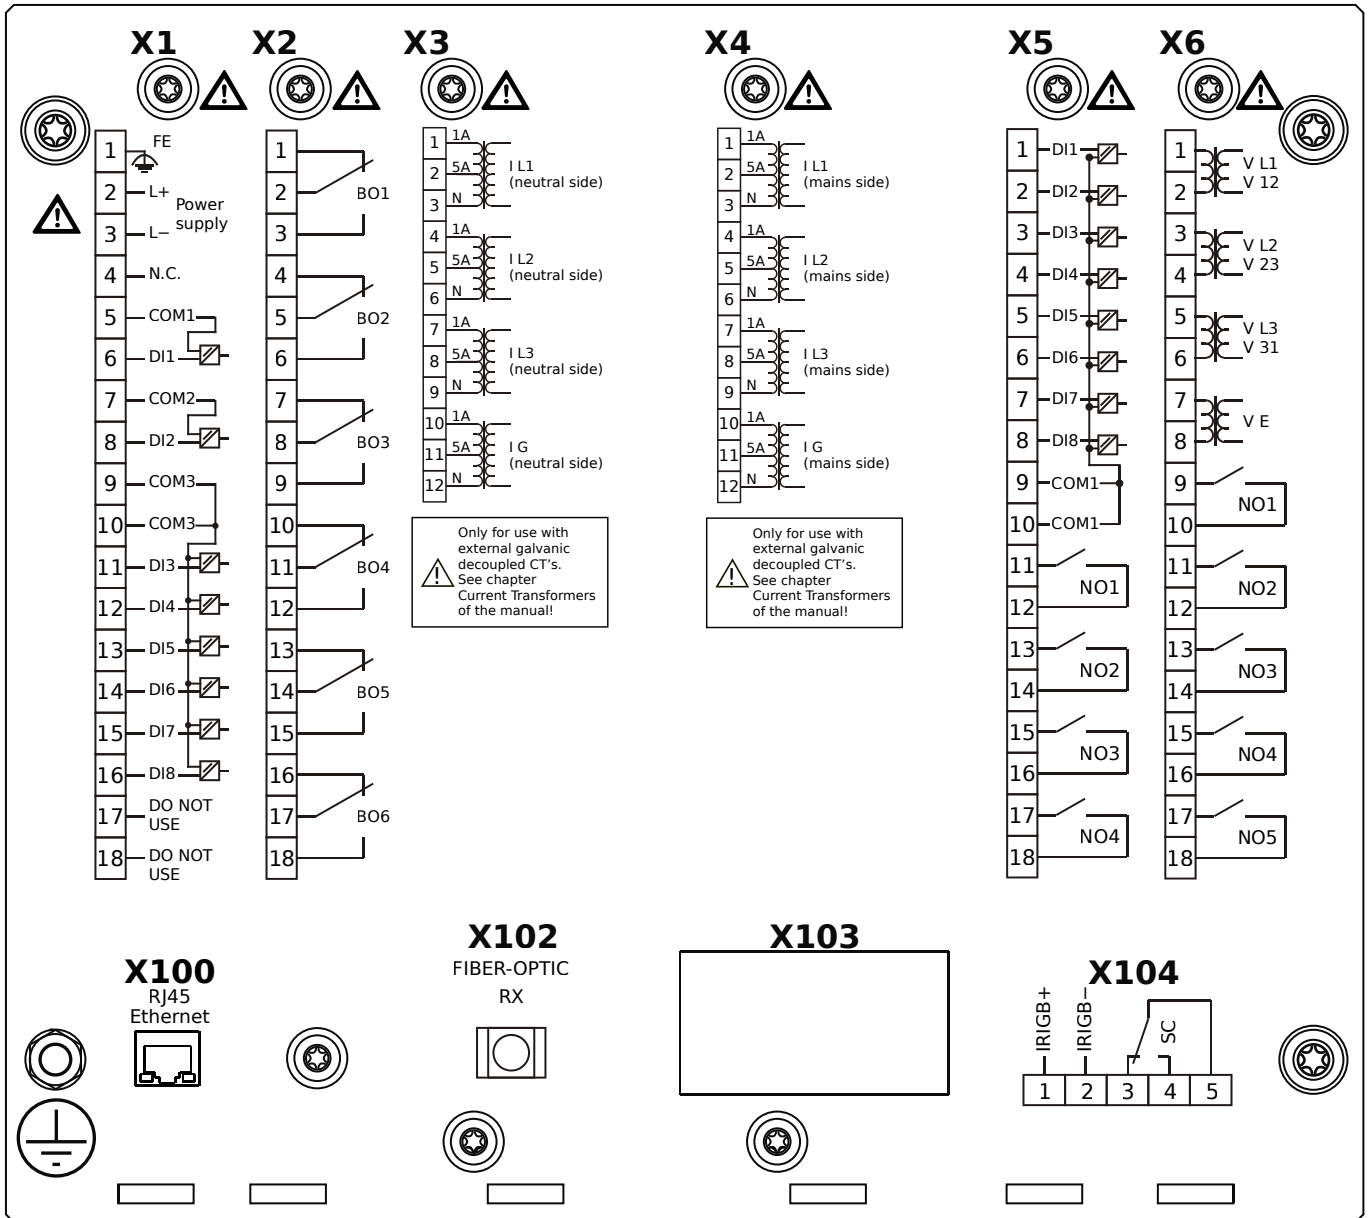 X1
X2
X3
X4
X5
X6
1 FE
2 L+
Power
supply
3 L−
4 N.C.
5 COM1
6 DI1
7 COM2
8 DI2
9 COM3
10 COM3
11 DI3
12 DI4
13 DI5
14 DI6
15 DI7
16 DI8
17 DO NOT
USE
18 DO NOT
USE
1
2 BO1
3
4
5 BO2
6
7
8 BO3
9
10
11 BO4
12
13
14 BO5
15
16
17 BO6
18
1 1A
2 5A
3 N
I L1
(neutral side)
4 1A
5 5A
6 N
I L2
(neutral side)
7 1A
8 5A
9 N
I L3
(neutral side)
10 1A
11 5A
12 N
I G
(neutral side)
Only for use with
external galvanic
decoupled CT's.
See chapter
Current Transformers
of the manual!
1 1A
2 5A
3 N
I L1
(mains side)
4 1A
5 5A
6 N
I L2
(mains side)
7 1A
8 5A
9 N
I L3
(mains side)
10 1A
11 5A
12 N
I G
(mains side)
Only for use with
external galvanic
decoupled CT's.
See chapter
Current Transformers
of the manual!
1 DI1
2 DI2
3 DI3
4 DI4
5 DI5
6 DI6
7 DI7
8 DI8
9 COM1
10 COM1
11
NO1
12
13
NO2
14
15
NO3
16
17
NO4
18
1
V L1
V 12
2
3
V L2
V 23
4
5
V L3
V 31
6
7
V E
8
9
NO1
10
11
NO2
12
13
NO3
14
15
NO4
16
17
NO5
18
X100
RJ45
Ethernet
X102
FIBER-OPTIC
RX
X103
X104
IRIGB+
IRIGB−
SC
1 2 3 4 5